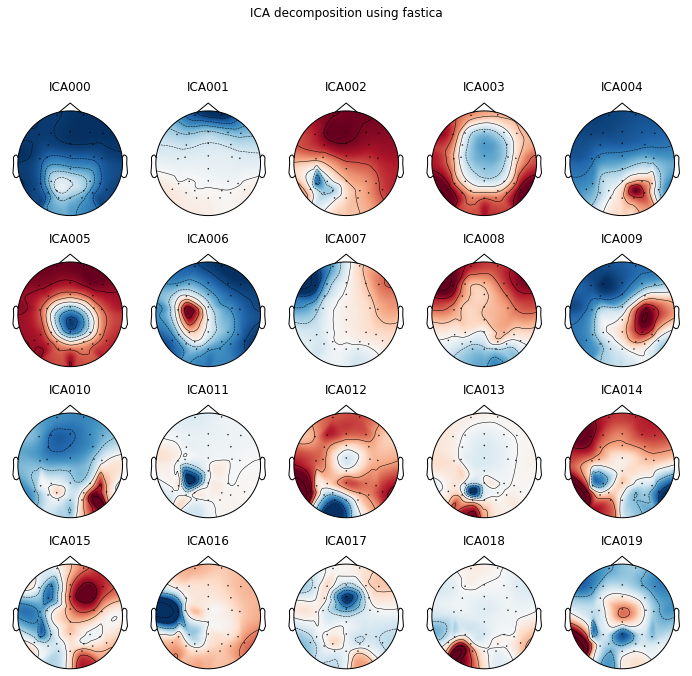 ICA decomposition using fastica
ICA000 ICA001 ICA002 ICA003 ICA004
ICA005 ICA006 ICA007 ICA008 ICA009
ICA010 ICA011 ICA012 ICA013 ICA014
ICA015 ICA016 ICA017 ICA018 ICA019